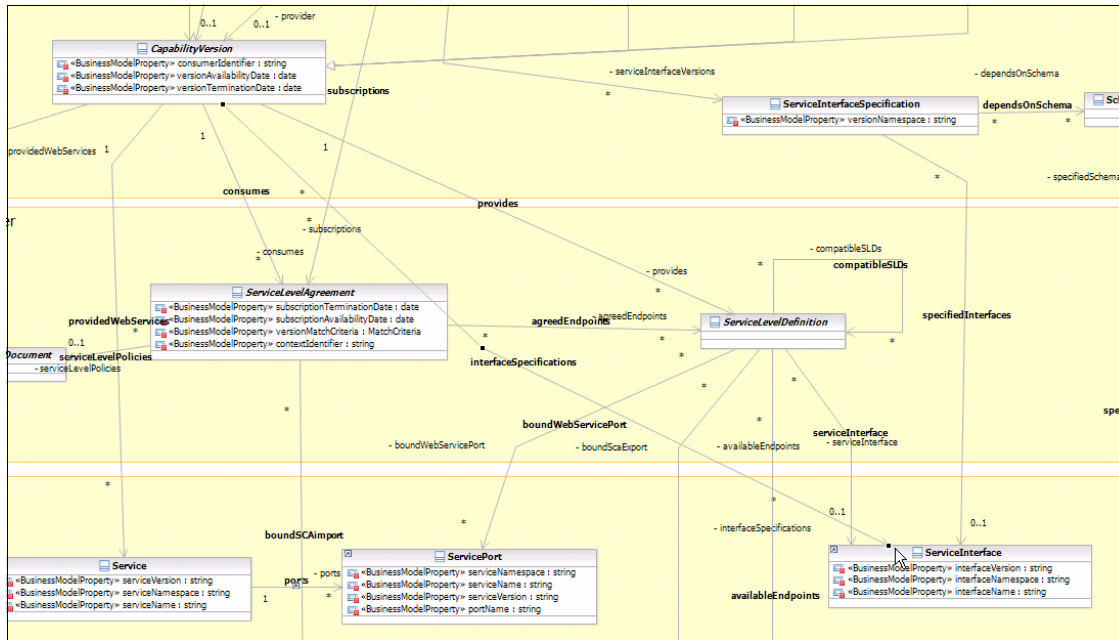 0..1
0..1
- provider
CapabilityVersion
«BusinessModelProperty» consumerIdentifier : string
«BusinessModelProperty» versionAvailabilityDate : date
«BusinessModelProperty» versionTerminationDate : date
subscriptions
- serviceInterfaceVersions
*
- dependsOnSchema
ServiceInterfaceSpecification
«BusinessModelProperty» versionNamespace : string
dependsOnSchema
*
*
providedWebServices
1
1
1
*
- specifiedSchema
consumes
*
provides
*
- subscriptions
- consumes
*
- provides
*
- compatibleSLDs
*
compatibleSLDs
ServiceLevelAgreement
«BusinessModelProperty» subscriptionTerminationDate : date
«BusinessModelProperty» subscriptionAvailabilityDate : date
«BusinessModelProperty» versionMatchCriteria : MatchCriteria
«BusinessModelProperty» contextIdentifier : string
providedWebServices
*
agreedEndpoints
agreedEndpoints
ServiceLevelDefinition
specifiedInterfaces
0..1
Document
serviceLevelPolicies
- serviceLevelPolicies
*
interfaceSpecifications
*
*
*
*
*
*
*
boundWebServicePort
serviceInterface
- boundWebServicePort
- boundScaExport
- availableEndpoints
- serviceInterface
*
*
*
0..1
0..1
- interfaceSpecifications
boundSCAimport
Service
«BusinessModelProperty» serviceVersion : string
«BusinessModelProperty» serviceNamespace : string
«BusinessModelProperty» serviceName : string
ports
- ports
1
*
ServicePort
«BusinessModelProperty» serviceNamespace : string
«BusinessModelProperty» serviceName : string
«BusinessModelProperty» serviceVersion : string
«BusinessModelProperty» portName : string
availableEndpoints
ServiceInterface
«BusinessModelProperty» interfaceVersion : string
«BusinessModelProperty» interfaceNamespace : string
«BusinessModelProperty» interfaceName : string